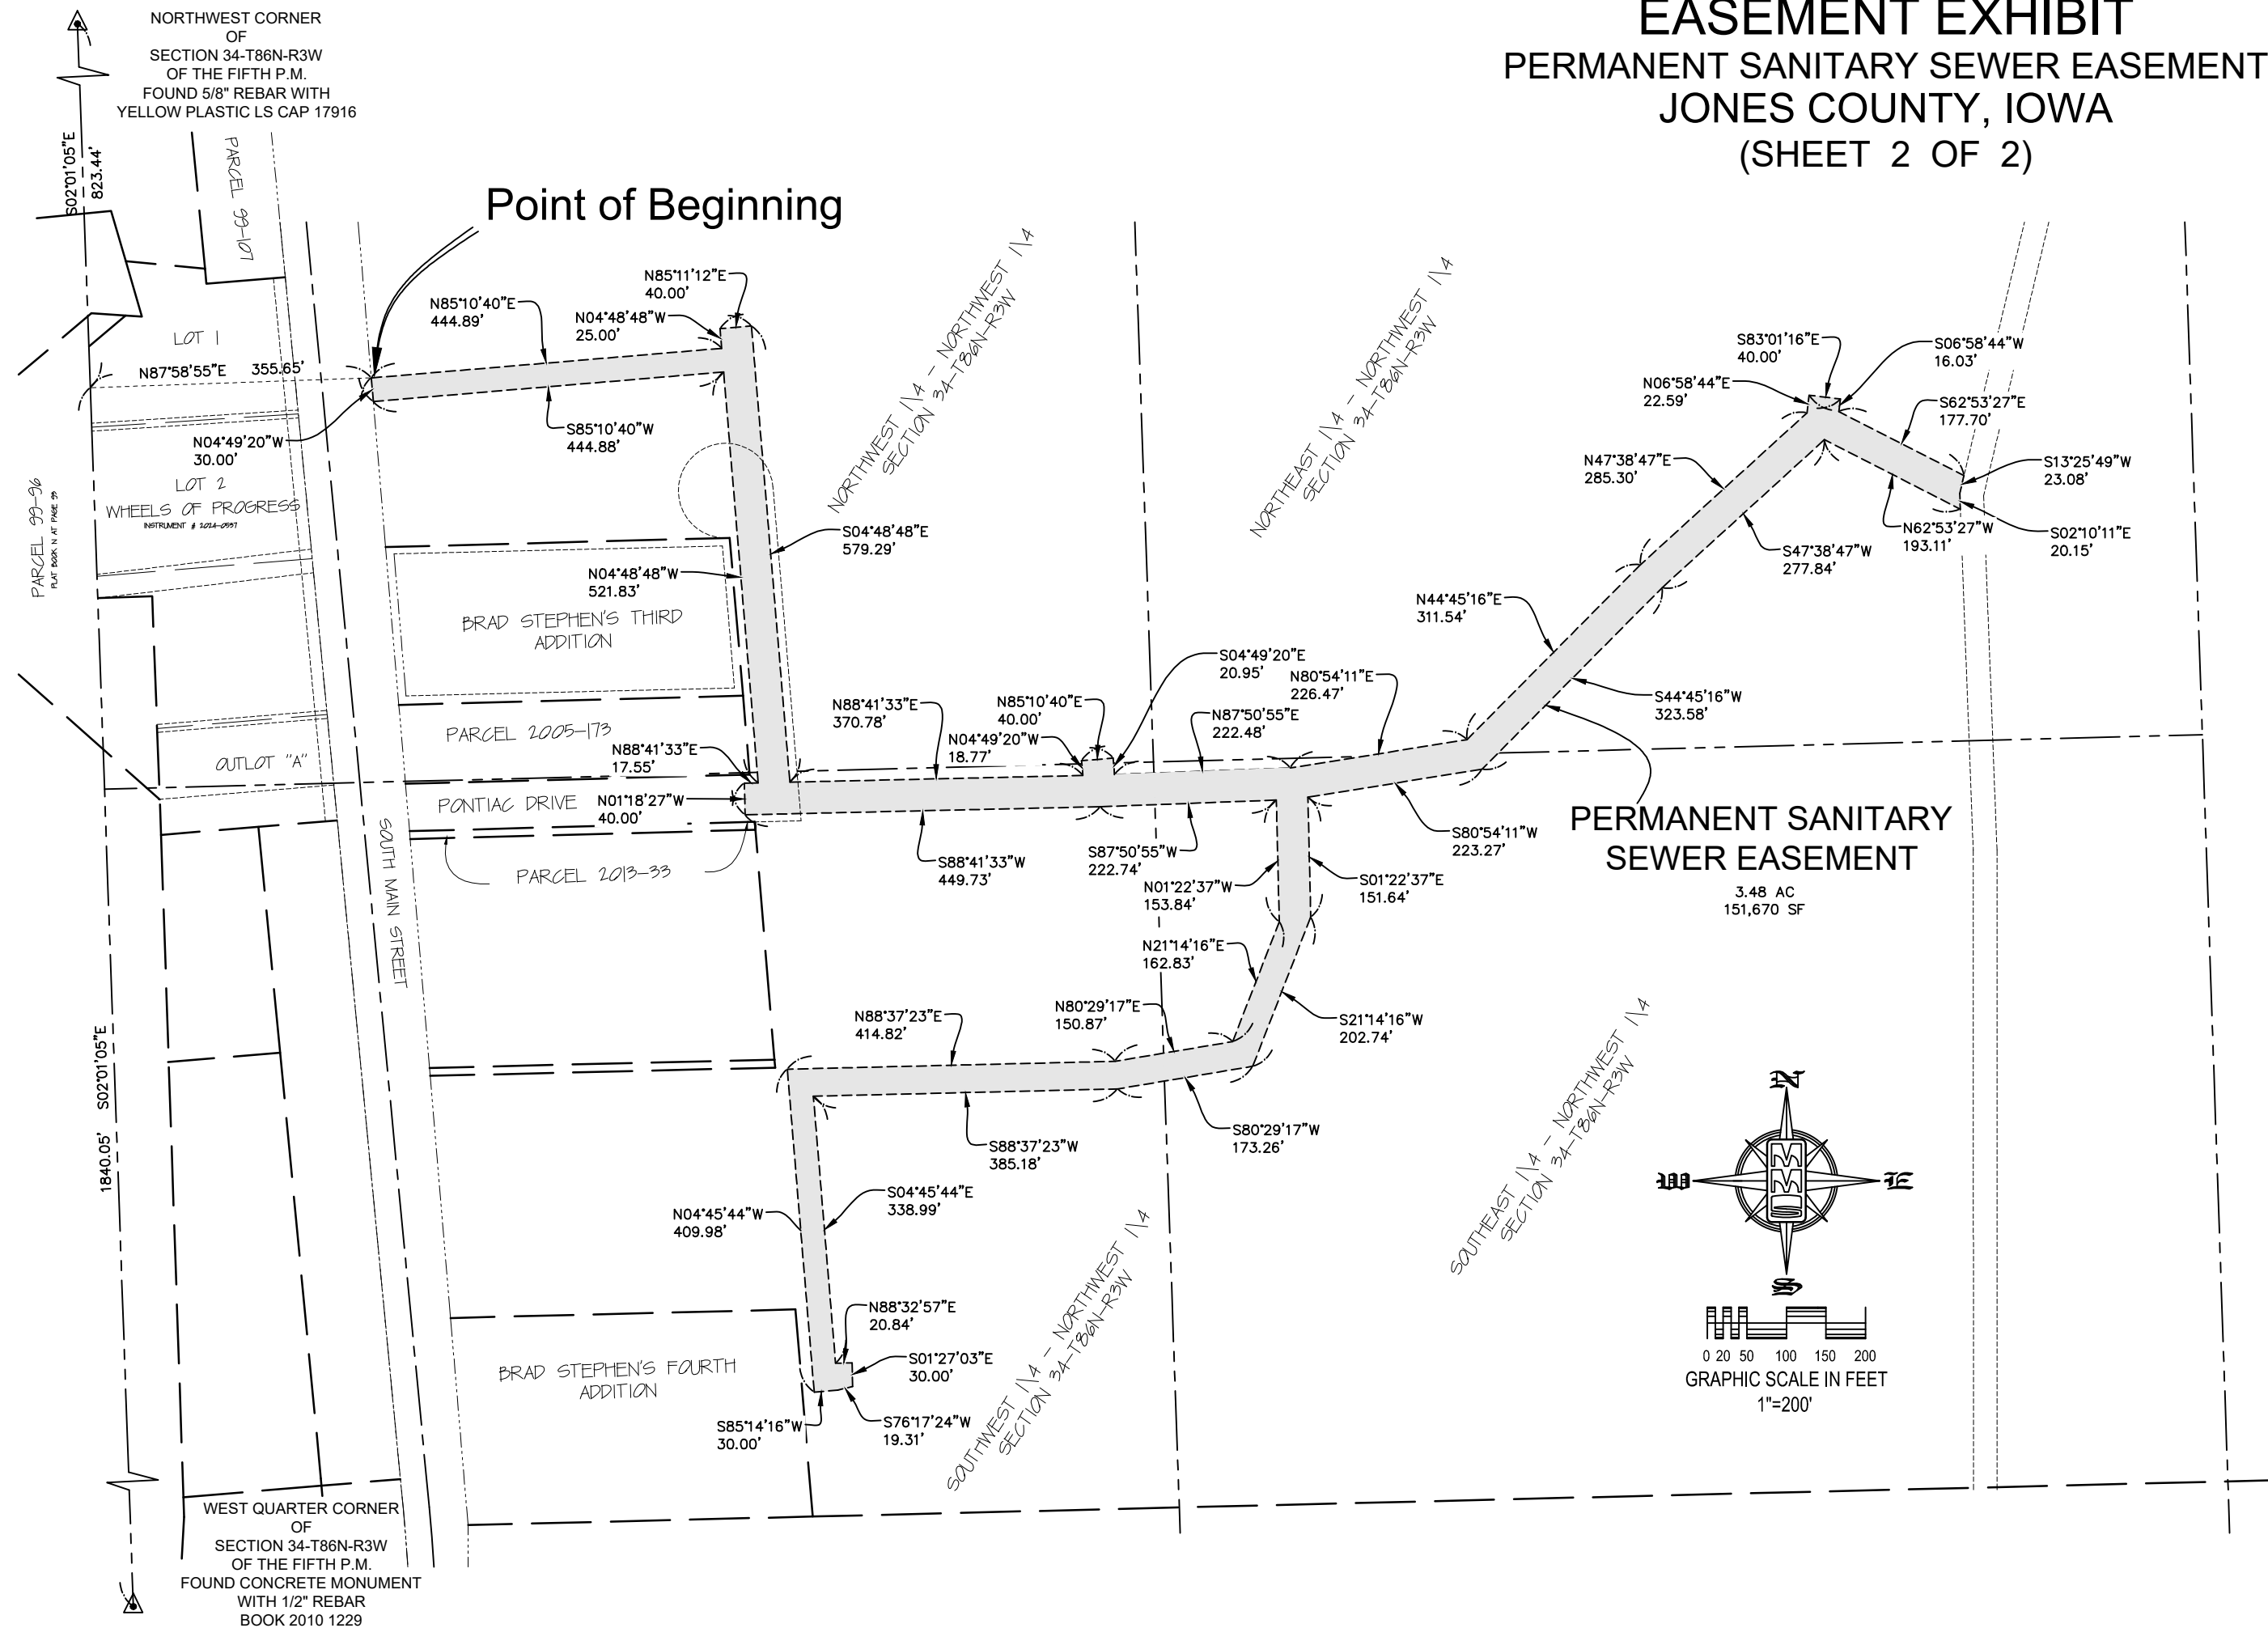 EASEMENT EXHIBIT
PERMANENT SANITARY SEWER EASEMENT
JONES COUNTY, IOWA
(SHEET 2 OF 2)
NORTHWEST CORNER
OF
SECTION 34-T86N-R3W
OF THE FIFTH P.M.
FOUND 5/8" REBAR WITH
YELLOW PLASTIC LS CAP 17916
S02°01'05"E
823.44'
PARCEL 99-107
Point of Beginning
LOT 1
N87°58'55"E 355.65'
N85°10'40"E
444.89'
N04°48'48"W
25.00'
N85°11'12"E
40.00'
N04°49'20"W
30.00'
S85°10'40"W
444.88'
LOT 2
WHEELS OF PROGRESS
INSTRUMENT # 2024-0557
PARCEL 99-96
PLAT BOOK N AT PAGE 99
NORTHWEST 1\4 - NORTHWEST 1\4
SECTION 34-T86N-R3W
NORTHEAST 1\4 - NORTHWEST 1\4
SECTION 34-T86N-R3W
S83°01'16"E
40.00'
S06°58'44"W
16.03'
N06°58'44"E
22.59'
S62°53'27"E
177.70'
N47°38'47"E
285.30'
S13°25'49"W
23.08'
N62°53'27"W
193.11'
S02°10'11"E
20.15'
S47°38'47"W
277.84'
S04°48'48"E
579.29'
N04°48'48"W
521.83'
BRAD STEPHEN'S THIRD
ADDITION
N44°45'16"E
311.54'
S44°45'16"W
323.58'
S04°49'20"E
20.95'
N80°54'11"E
226.47'
N85°10'40"E
40.00'
N88°41'33"E
370.78'
N87°50'55"E
222.48'
N04°49'20"W
18.77'
PARCEL 2005-173
N88°41'33"E
17.55'
OUTLOT "A"
PONTIAC DRIVE
N01°18'27"W
40.00'
SOUTH MAIN STREET
PARCEL 2013-33
S88°41'33"W
449.73'
S87°50'55"W
222.74'
S80°54'11"W
223.27'
PERMANENT SANITARY
SEWER EASEMENT
3.48 AC
151,670 SF
N01°22'37"W
153.84'
S01°22'37"E
151.64'
N21°14'16"E
162.83'
S21°14'16"W
202.74'
N88°37'23"E
414.82'
N80°29'17"E
150.87'
S88°37'23"W
385.18'
S80°29'17"W
173.26'
1840.05' S02°01'05"E
N04°45'44"W
409.98'
S04°45'44"E
338.99'
SOUTHWEST 1\4 - NORTHWEST 1\4
SECTION 34-T86N-R3W
SOUTHEAST 1\4 - NORTHWEST 1\4
SECTION 34-T86N-R3W
N88°32'57"E
20.84'
S01°27'03"E
30.00'
BRAD STEPHEN'S FOURTH
ADDITION
S85°14'16"W
30.00'
S76°17'24"W
19.31'
N
W
E
S
0 20 50 100 150 200
GRAPHIC SCALE IN FEET
1"=200'
WEST QUARTER CORNER
OF
SECTION 34-T86N-R3W
OF THE FIFTH P.M.
FOUND CONCRETE MONUMENT
WITH 1/2" REBAR
BOOK 2010 1229